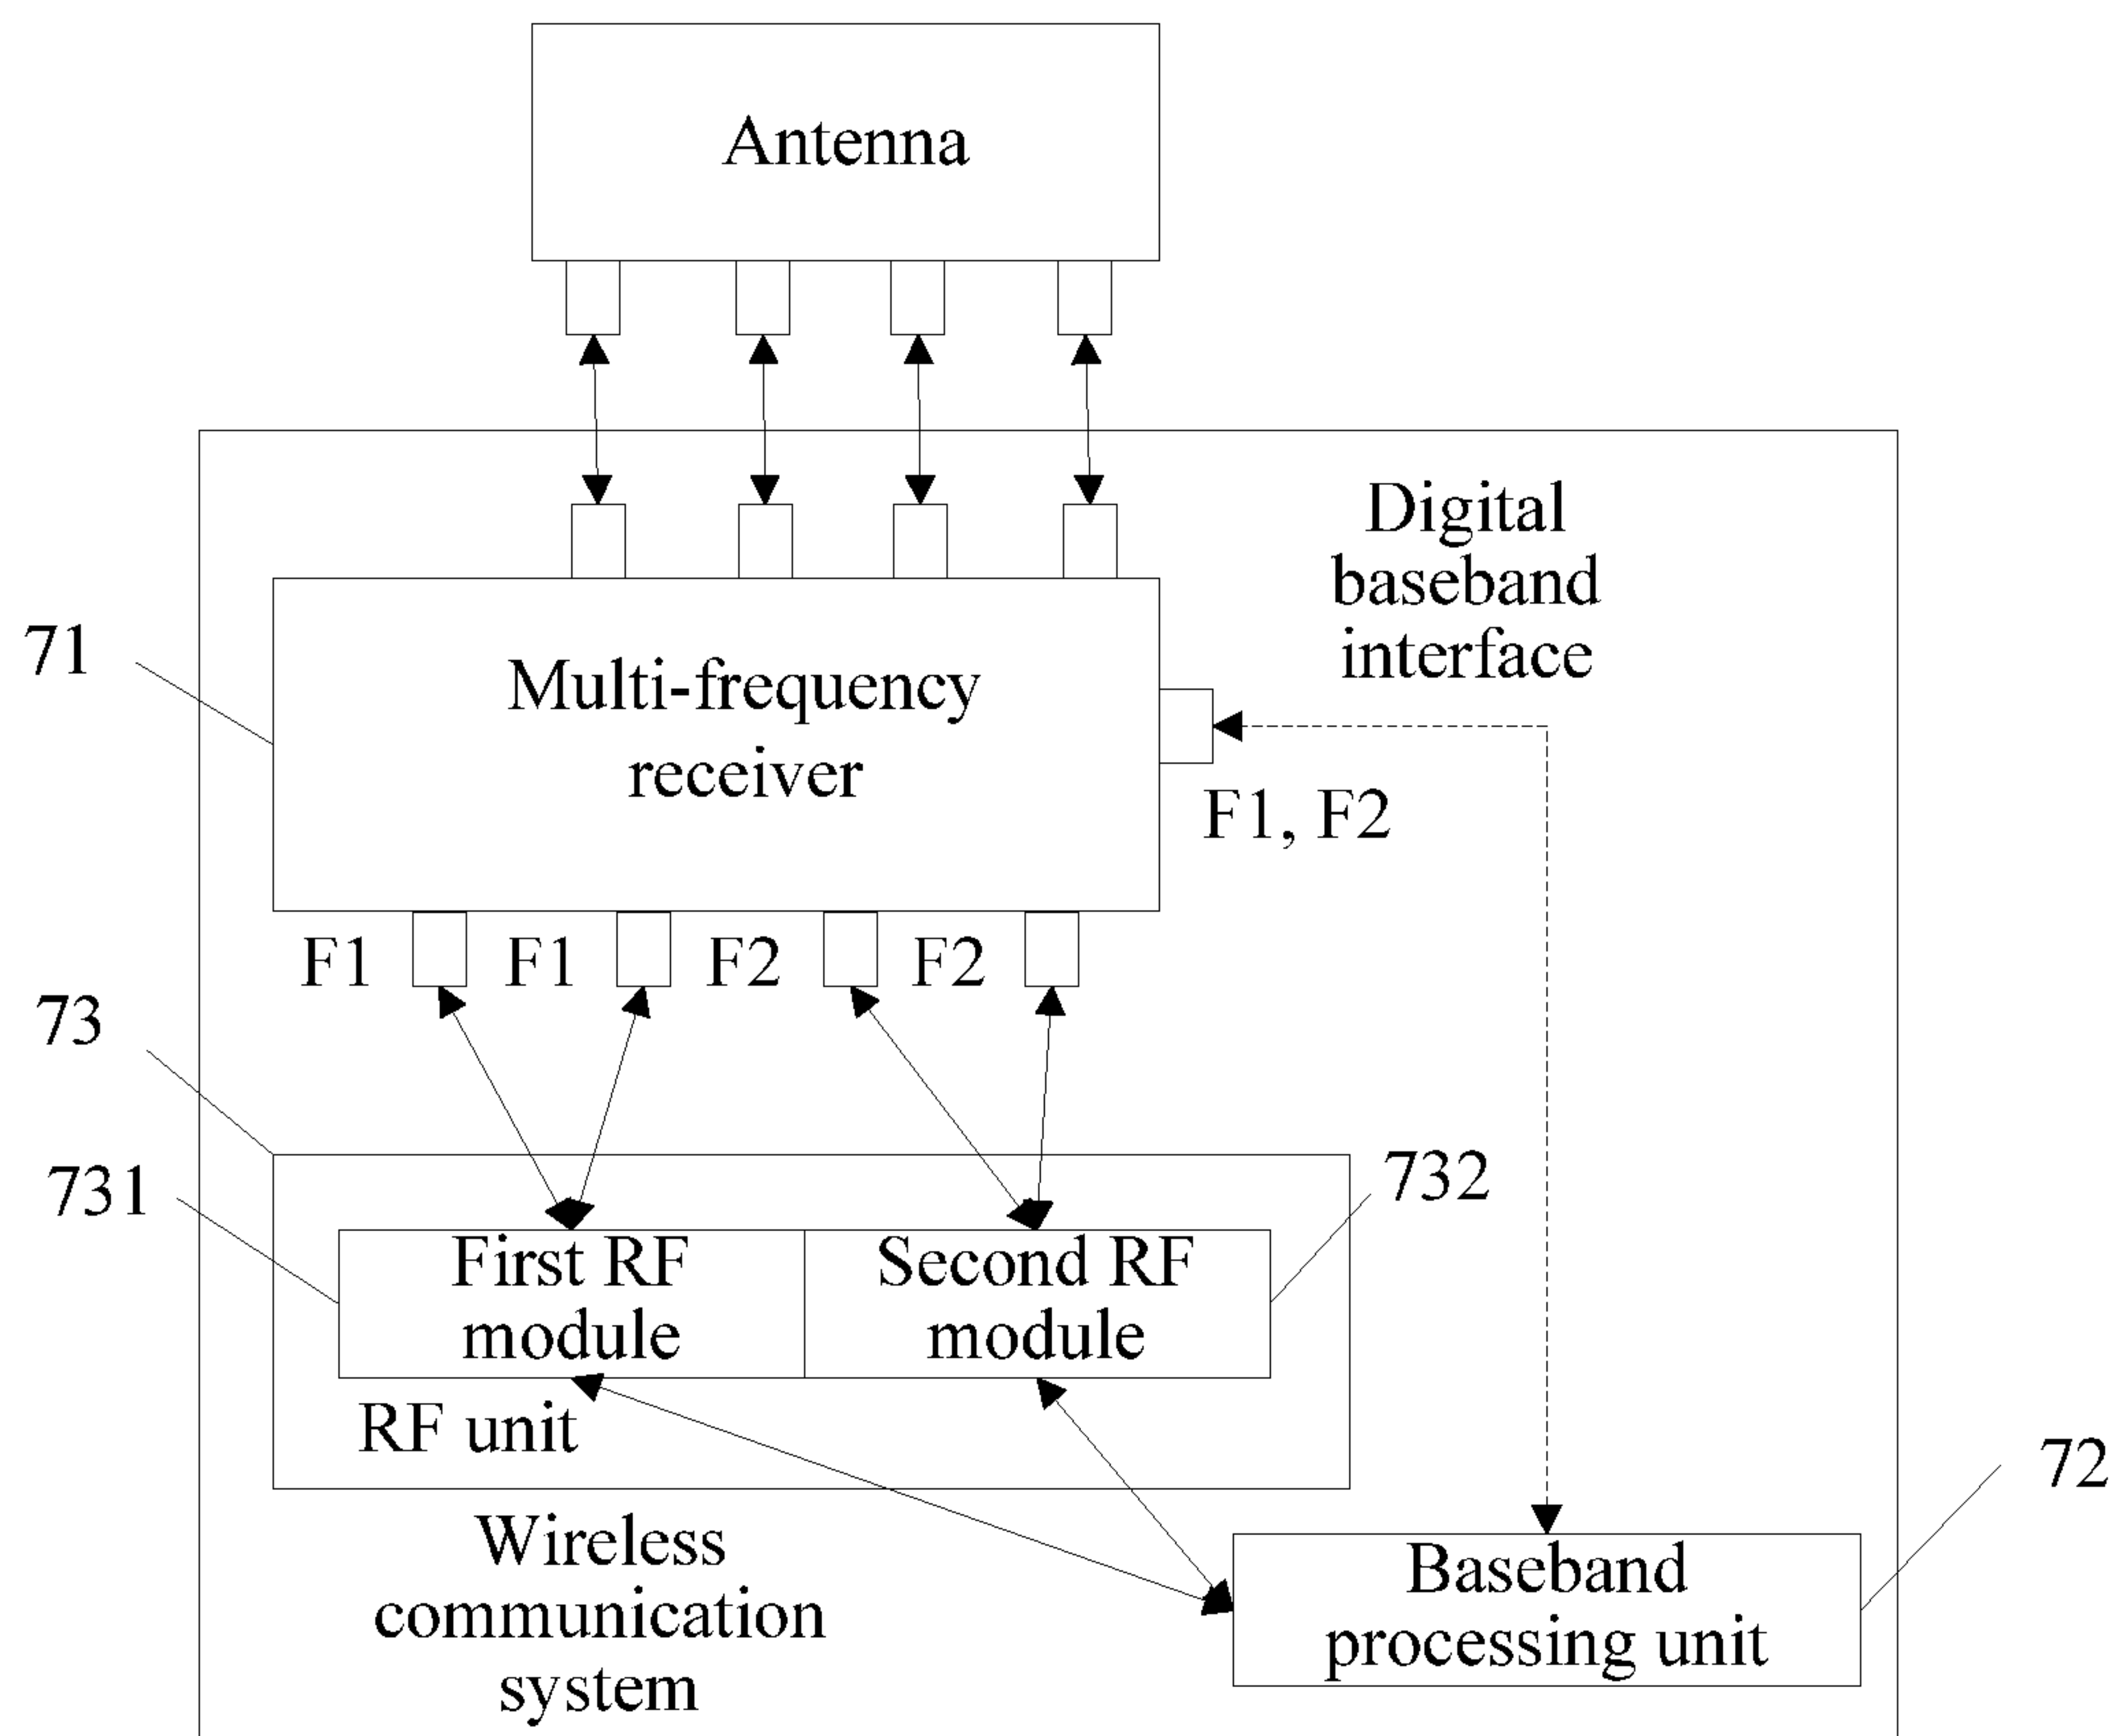 Antenna
Digital
baseband
interface
71
Multi-frequency
receiver
F1, F2
F1 F1 F2 F2
73
731
732
First RF
module
Second RF
module
RF unit
72
Wireless
communication
system
Baseband
processing unit